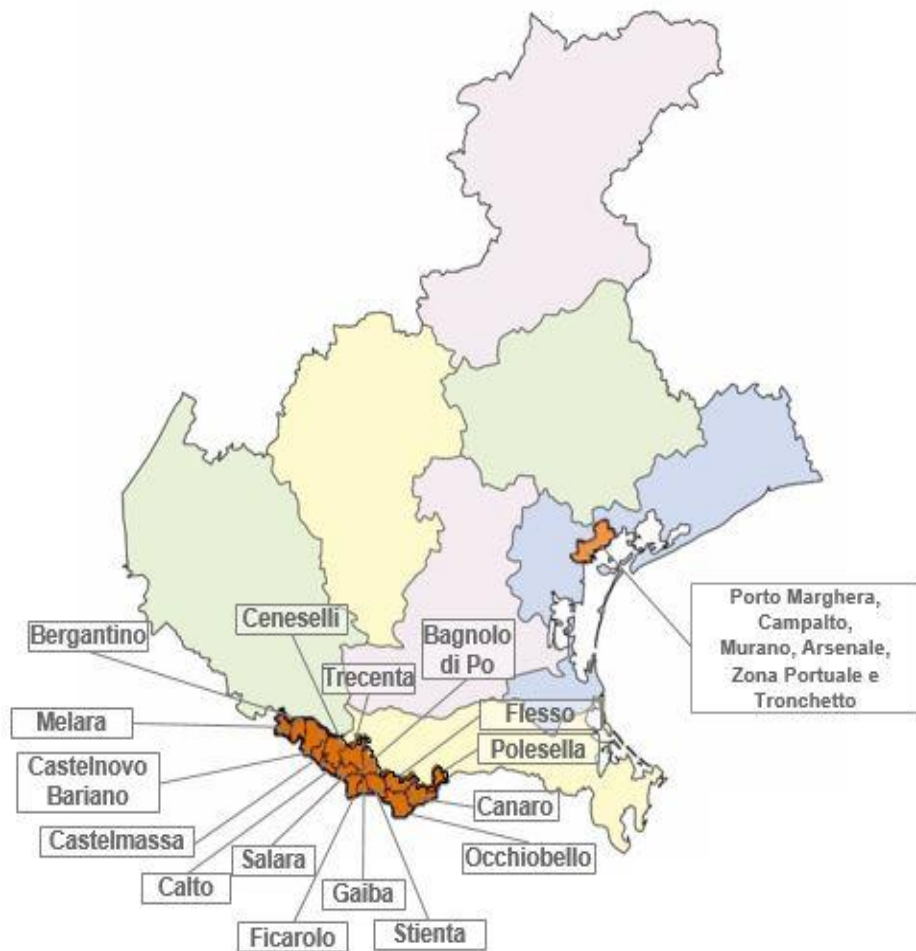 Ceneselli
Bergantino
Bagnolo
di Po
Trecenta
Porto Marghera,
Campalto,
Murano, Arsenale,
Zona Portuale e
Tronchetto
Melara
Flesso
Polesella
Castelnovo
Bariano
Canaro
Castelmassa
Salara
Occhiobello
Calto
Gaiba
Ficarolo
Stienta